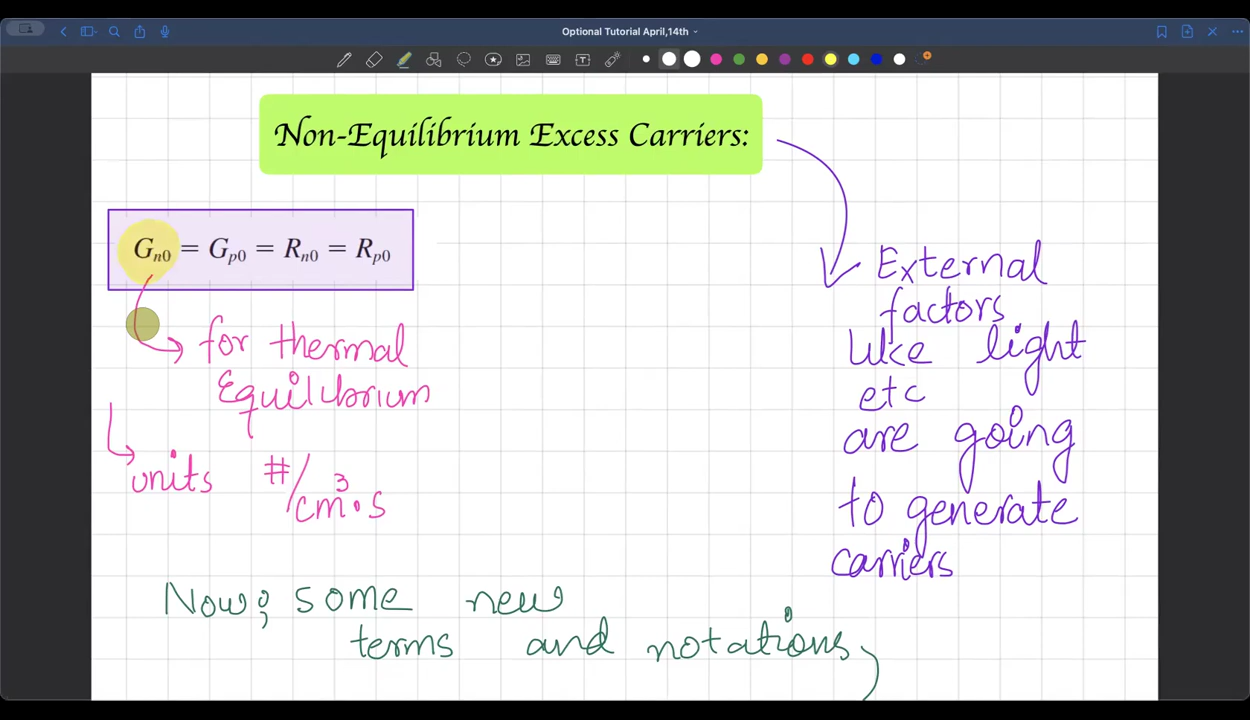 Optional Tutorial April,14th
Non-Equilibrium Excess Carriers:
Gn0 = Gp0 = Rn0 = Rp0
for thermal
Equilibrium
units #/cm³·s
Now; some new
terms and notations
External
factors
like light
etc
are going
to generate
carriers